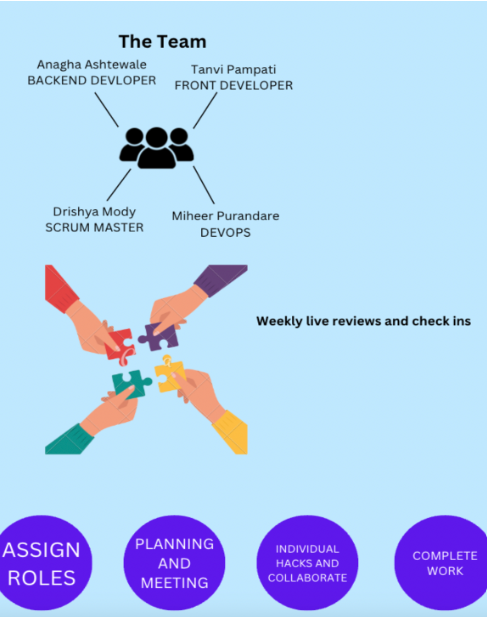 The Team
Anagha Ashtewale
BACKEND DEVLOPER
Tanvi Pampati
FRONT DEVELOPER
Drishya Mody
SCRUM MASTER
Miheer Purandare
DEVOPS
Weekly live reviews and check ins
ASSIGN
ROLES
PLANNING
AND
MEETING
INDIVIDUAL
HACKS AND
COLLABORATE
COMPLETE
WORK